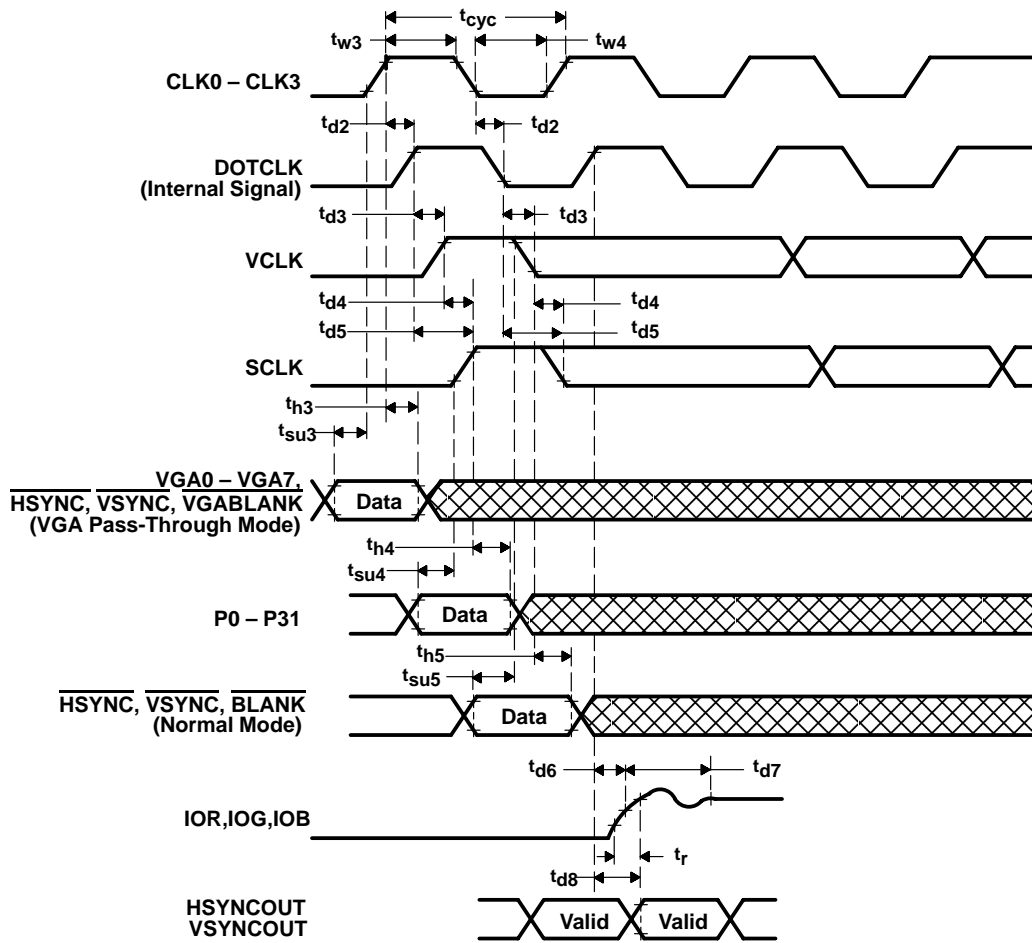 tcyc
tw3
tw4
CLK0 – CLK3
td2
td2
DOTCLK
(Internal Signal)
td3
td3
VCLK
td4
td4
td5
td5
SCLK
th3
tsu3
VGA0 – VGA7,
HSYNC, VSYNC, VGABLANK
(VGA Pass-Through Mode)
Data
th4
tsu4
P0 – P31
Data
th5
tsu5
HSYNC, VSYNC, BLANK
(Normal Mode)
Data
td6
td7
IOR,IOG,IOB
tr
td8
HSYNCOUT
VSYNCOUT
Valid
Valid